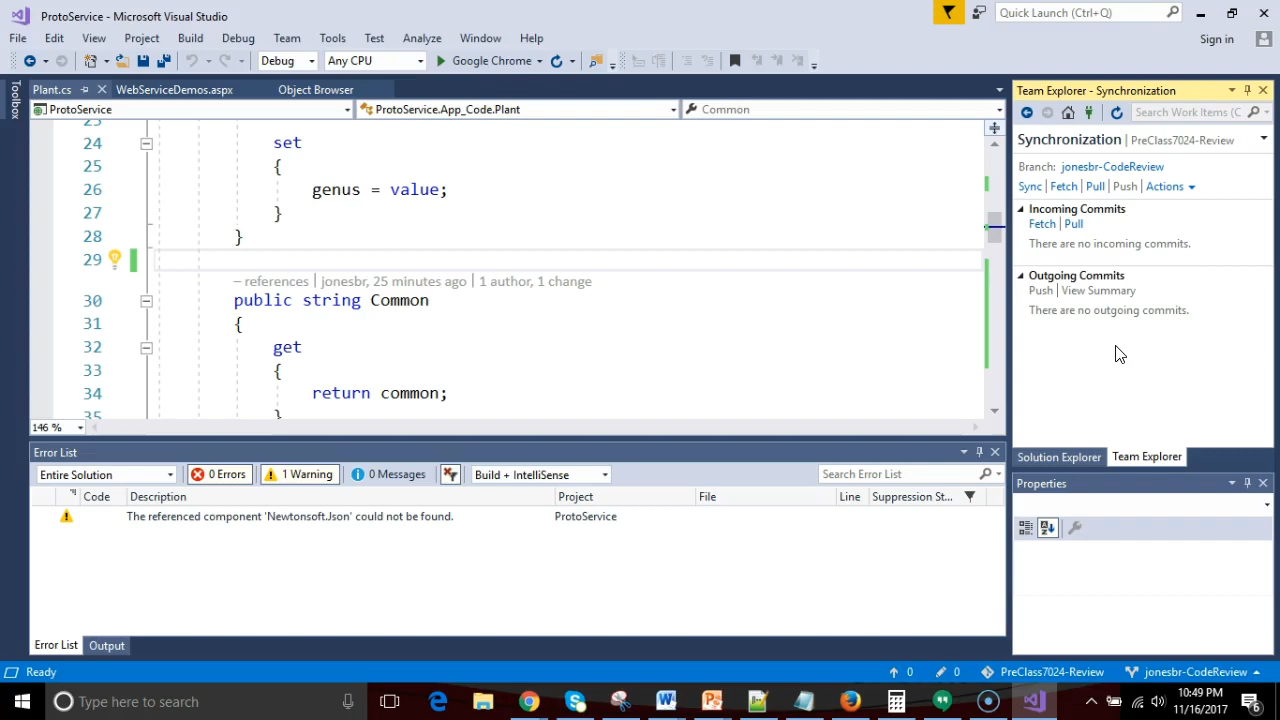 ProtoService - Microsoft Visual Studio
Quick Launch (Ctrl+Q)
File Edit View Project Build Debug Team Tools Test Analyze Window Help
Sign in
Debug Any CPU Google Chrome
Toolbox
Plant.cs WebServiceDemos.aspx Object Browser
ProtoService ProtoService.App_Code.Plant Common
24 set
25 {
26 genus = value;
27 }
28 }
29
– references | jonesbr, 25 minutes ago | 1 author, 1 change
30 public string Common
31 {
32 get
33 {
34 return common;
35 }
146 %
Team Explorer - Synchronization
Search Work Items (C
Synchronization | PreClass7024-Review
Branch: jonesbr-CodeReview
Sync | Fetch | Pull | Push | Actions
Incoming Commits
Fetch | Pull
There are no incoming commits.
Outgoing Commits
Push | View Summary
There are no outgoing commits.
Solution Explorer Team Explorer
Properties
Error List
Entire Solution 0 Errors 1 Warning 0 Messages Build + IntelliSense Search Error List
Code Description Project File Line Suppression St...
The referenced component 'Newtonsoft.Json' could not be found. ProtoService
Error List Output
Ready 0 0 PreClass7024-Review jonesbr-CodeReview
Type here to search
10:49 PM
11/16/2017
6